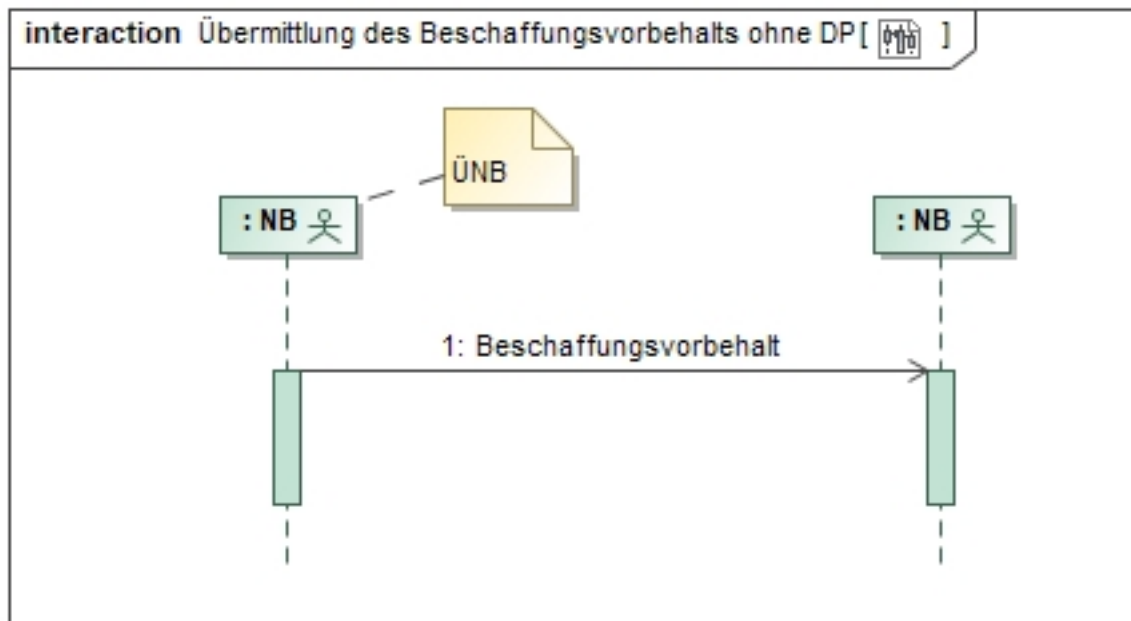 interaction Übermittlung des Beschaffungsvorbehalts ohne DP [ ]
ÜNB
: NB
: NB
1: Beschaffungsvorbehalt